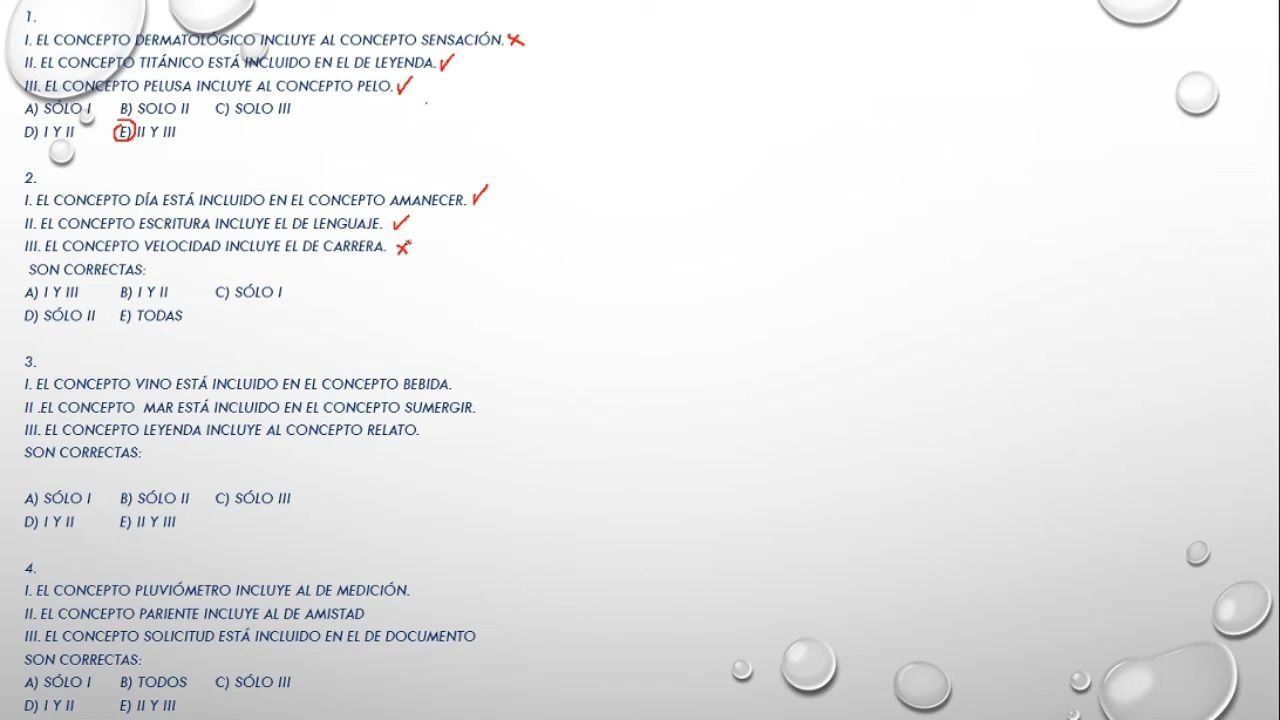 1.
I. EL CONCEPTO DERMATOLÓGICO INCLUYE AL CONCEPTO SENSACIÓN.
II. EL CONCEPTO TITÁNICO ESTÁ INCLUIDO EN EL DE LEYENDA.
III. EL CONCEPTO PELUSA INCLUYE AL CONCEPTO PELO.
A) SÓLO I B) SOLO II C) SOLO III
D) I Y II E) II Y III
2.
I. EL CONCEPTO DÍA ESTÁ INCLUIDO EN EL CONCEPTO AMANECER.
II. EL CONCEPTO ESCRITURA INCLUYE EL DE LENGUAJE.
III. EL CONCEPTO VELOCIDAD INCLUYE EL DE CARRERA.
SON CORRECTAS:
A) I Y III B) I Y II C) SÓLO I
D) SÓLO II E) TODAS
3.
I. EL CONCEPTO VINO ESTÁ INCLUIDO EN EL CONCEPTO BEBIDA.
II .EL CONCEPTO MAR ESTÁ INCLUIDO EN EL CONCEPTO SUMERGIR.
III. EL CONCEPTO LEYENDA INCLUYE AL CONCEPTO RELATO.
SON CORRECTAS:
A) SÓLO I B) SÓLO II C) SÓLO III
D) I Y II E) II Y III
4.
I. EL CONCEPTO PLUVIÓMETRO INCLUYE AL DE MEDICIÓN.
II. EL CONCEPTO PARIENTE INCLUYE AL DE AMISTAD
III. EL CONCEPTO SOLICITUD ESTÁ INCLUIDO EN EL DE DOCUMENTO
SON CORRECTAS:
A) SÓLO I B) TODOS C) SÓLO III
D) I Y II E) II Y III